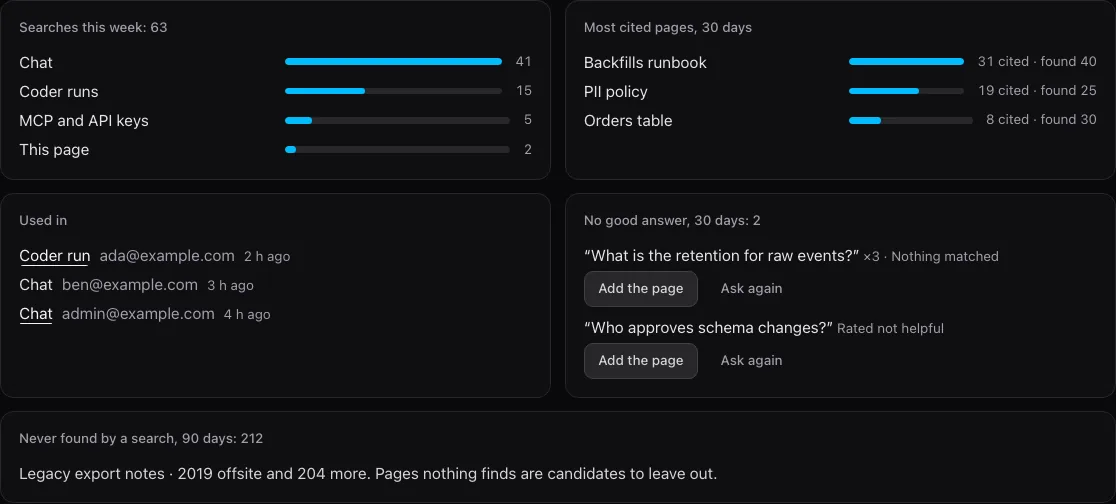 Searches this week: 63
Chat 41
Coder runs 15
MCP and API keys 5
This page 2
Most cited pages, 30 days
Backfills runbook 31 cited · found 40
PII policy 19 cited · found 25
Orders table 8 cited · found 30
Used in
Coder run ada@example.com 2 h ago
Chat ben@example.com 3 h ago
Chat admin@example.com 4 h ago
No good answer, 30 days: 2
“What is the retention for raw events?” ×3 · Nothing matched
Add the page Ask again
“Who approves schema changes?” Rated not helpful
Add the page Ask again
Never found by a search, 90 days: 212
Legacy export notes · 2019 offsite and 204 more. Pages nothing finds are candidates to leave out.